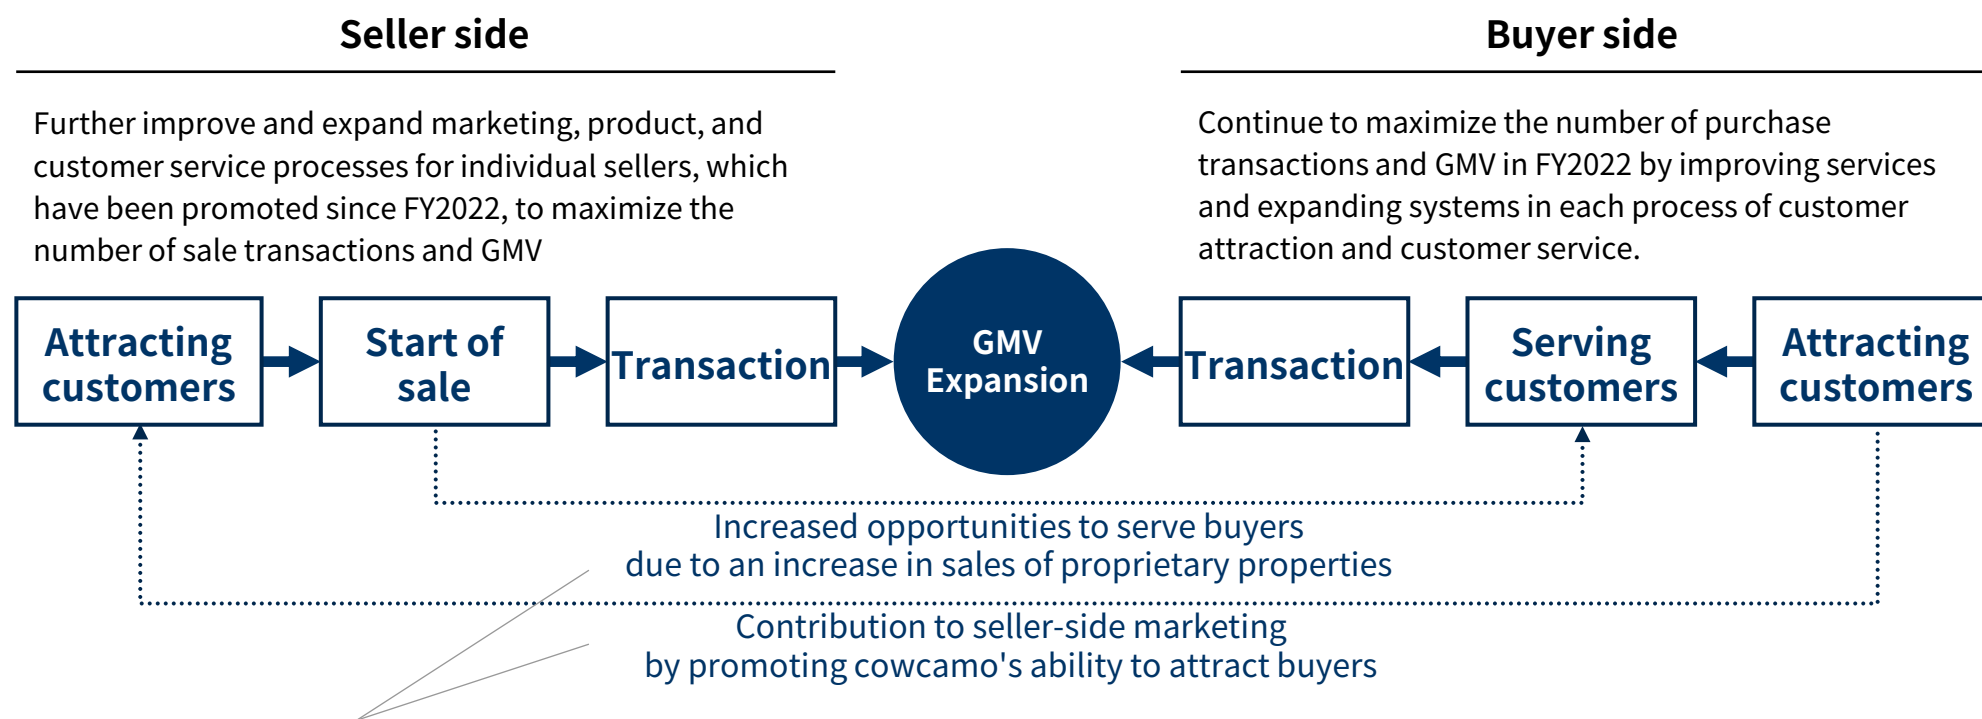 Seller side
Further improve and expand marketing, product, and
customer service processes for individual sellers, which
have been promoted since FY2022, to maximize the
number of sale transactions and GMV
Buyer side
Continue to maximize the number of purchase
transactions and GMV in FY2022 by improving services
and expanding systems in each process of customer
attraction and customer service.
Attracting
customers
Start of
sale
Transaction
GMV
Expansion
Transaction
Serving
customers
Attracting
customers
Increased opportunities to serve buyers
due to an increase in sales of proprietary properties
Contribution to seller-side marketing
by promoting cowcamo's ability to attract buyers